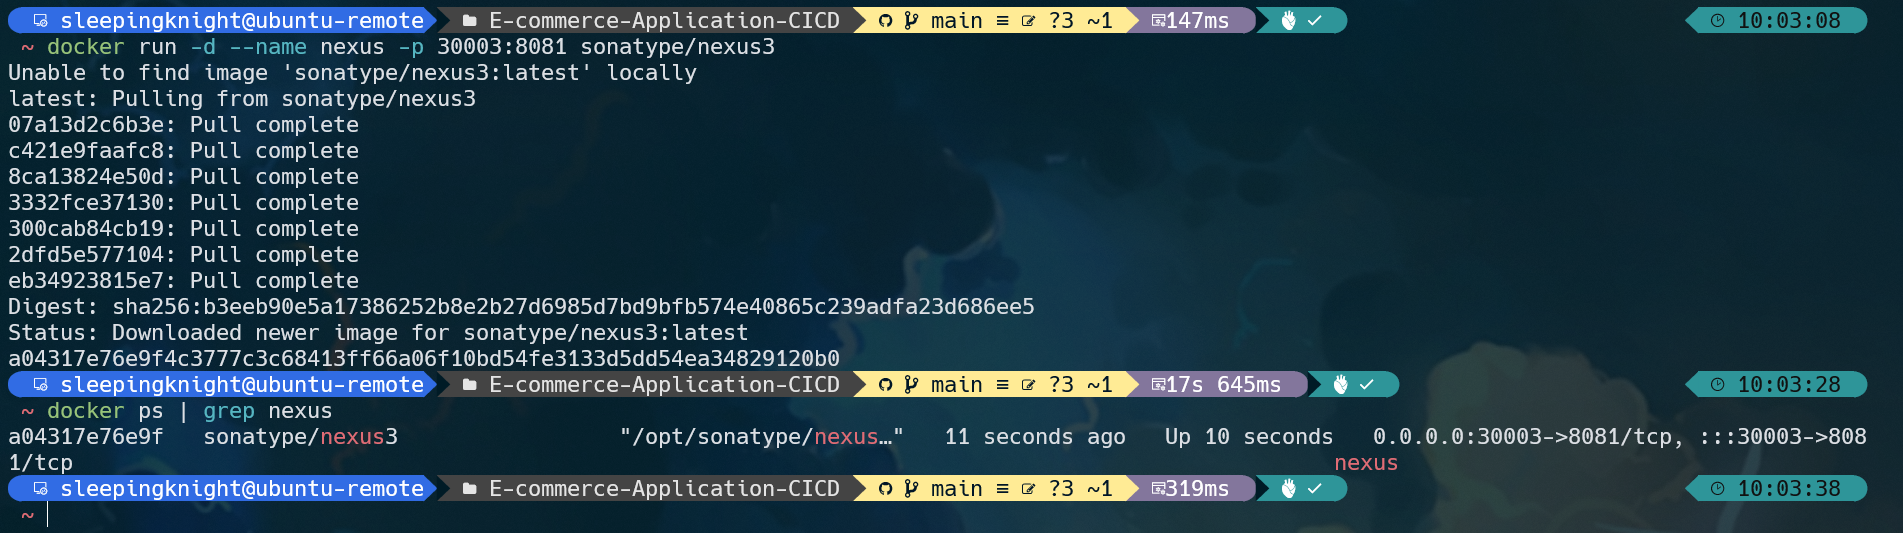 sleepingknight@ubuntu-remote E-commerce-Application-CICD main ≡ ?3 ~1 147ms ✓ 10:03:08
~ docker run -d --name nexus -p 30003:8081 sonatype/nexus3
Unable to find image 'sonatype/nexus3:latest' locally
latest: Pulling from sonatype/nexus3
07a13d2c6b3e: Pull complete
c421e9faafc8: Pull complete
8ca13824e50d: Pull complete
3332fce37130: Pull complete
300cab84cb19: Pull complete
2dfd5e577104: Pull complete
eb34923815e7: Pull complete
Digest: sha256:b3eeb90e5a17386252b8e2b27d6985d7bd9bfb574e40865c239adfa23d686ee5
Status: Downloaded newer image for sonatype/nexus3:latest
a04317e76e9f4c3777c3c68413ff66a06f10bd54fe3133d5dd54ea34829120b0
sleepingknight@ubuntu-remote E-commerce-Application-CICD main ≡ ?3 ~1 17s 645ms ✓ 10:03:28
~ docker ps | grep nexus
a04317e76e9f sonatype/nexus3 "/opt/sonatype/nexus…" 11 seconds ago Up 10 seconds 0.0.0.0:30003->8081/tcp, :::30003->808
1/tcp nexus
sleepingknight@ubuntu-remote E-commerce-Application-CICD main ≡ ?3 ~1 319ms ✓ 10:03:38
~